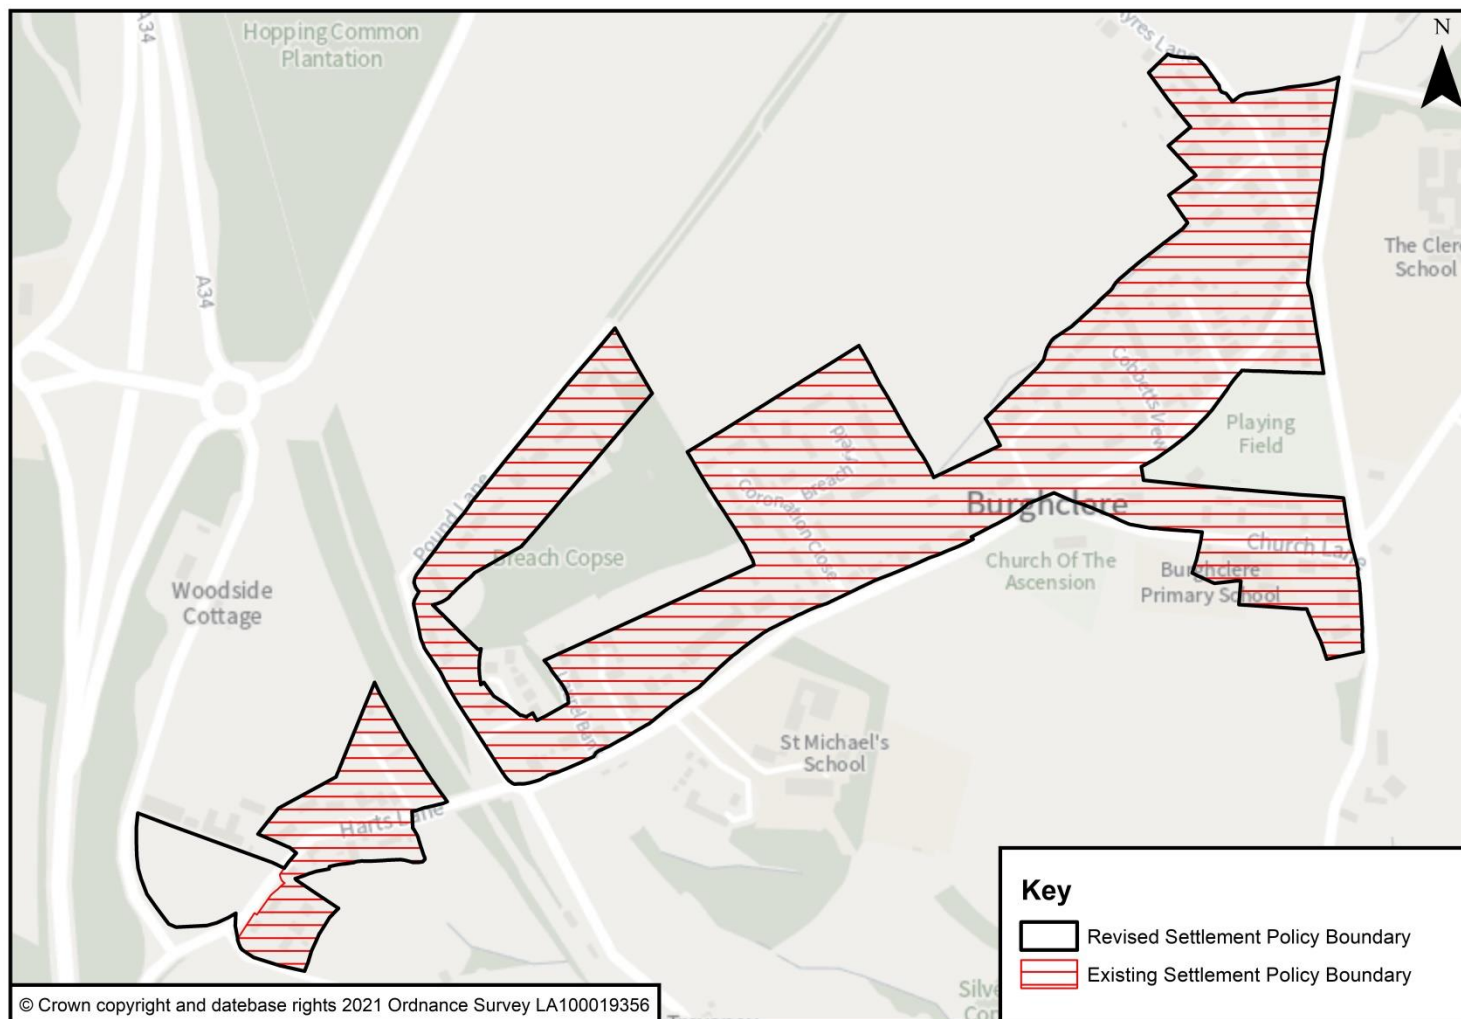 A34
Hopping Common
Plantation
N
A34
The
School
Cobbetts View
Playing
Field
Breach Field
Coronation Close
Burghclere
Pound Lane
Breach Copse
Church Of The
Ascension
Church Lane
Burghclere
Primary School
Woodside
Cottage
St Michael's
School
Harts Lane
Key
Revised Settlement Policy Boundary
Existing Settlement Policy Boundary
© Crown copyright and datebase rights 2021 Ordnance Survey LA100019356